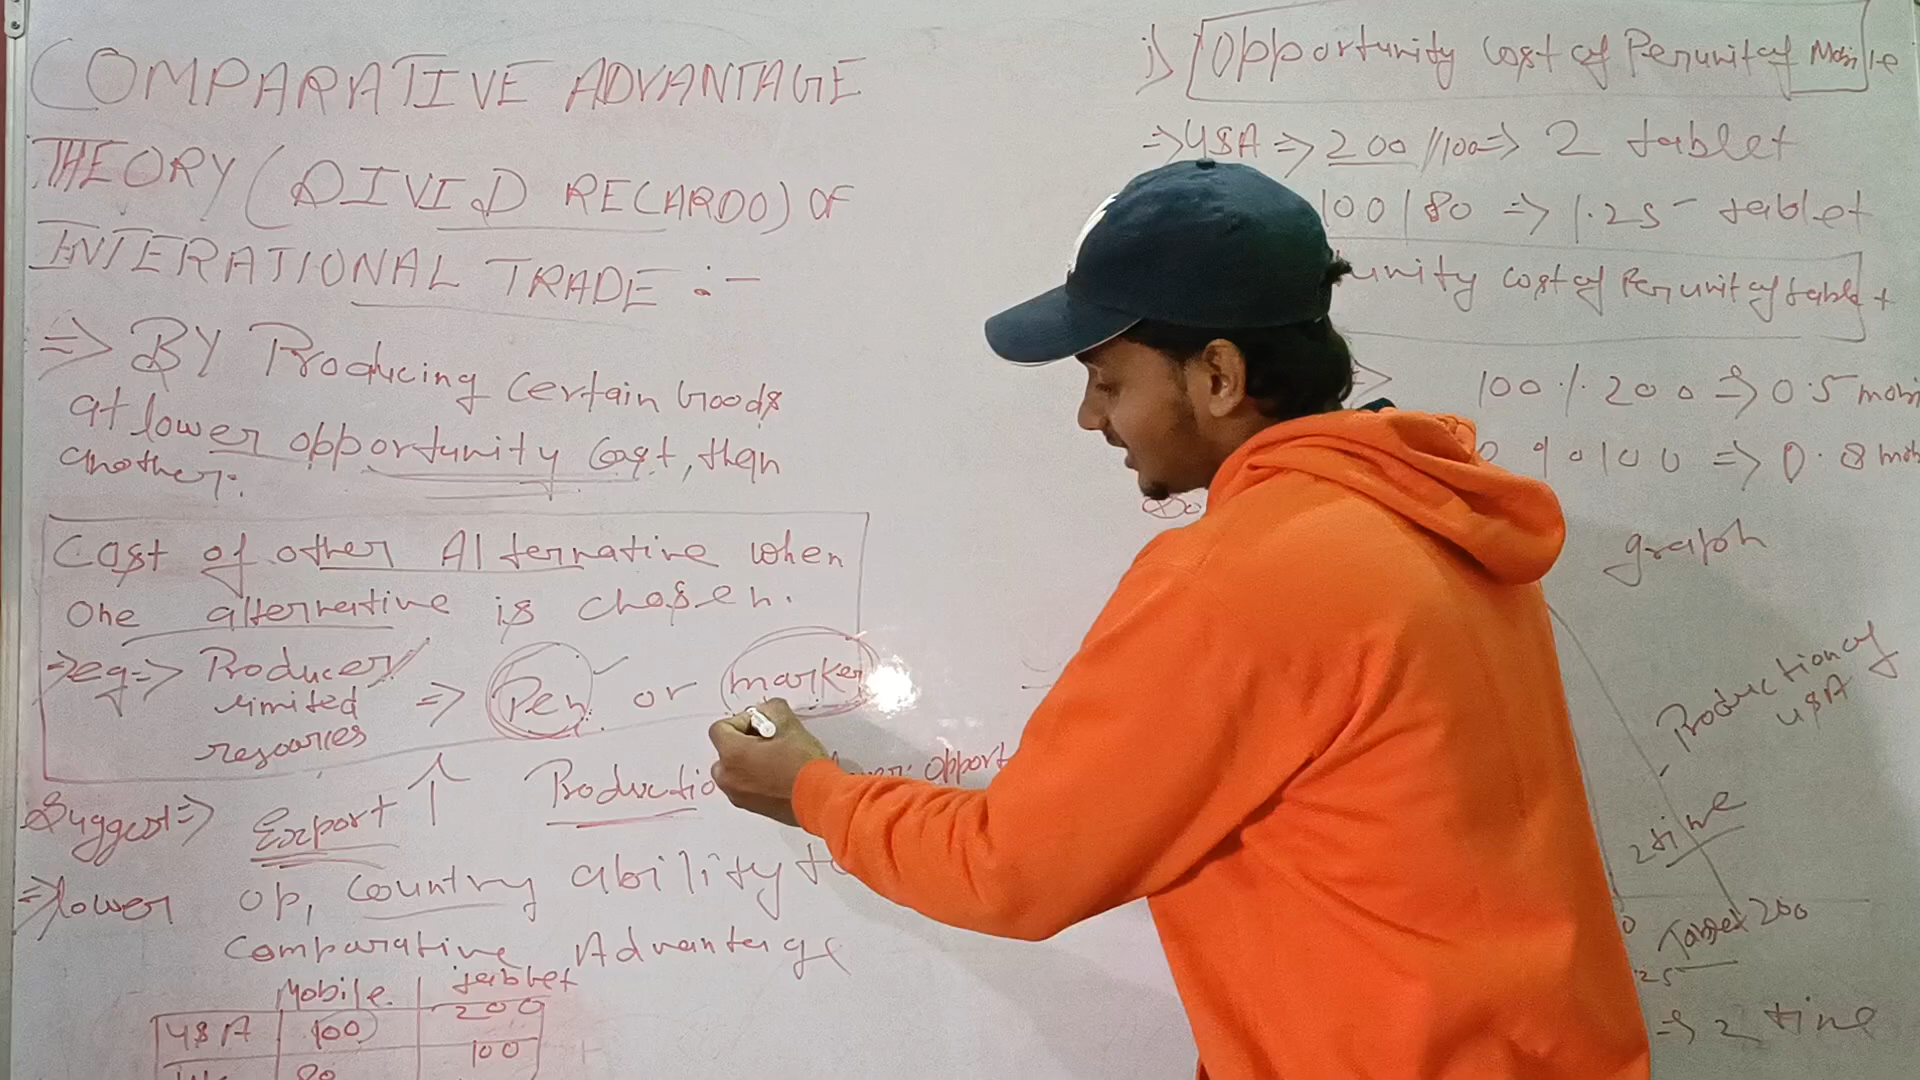 COMPARATIVE ADVANTAGE
THEORY (DIVID RECARDO) OF
INTERATIONAL TRADE :-
=> BY Producing Certain Goods
at lower opportunity Cost, than
another.
Cost of other Alternative when
One alternative is chosen.
=> eg => Producer
limited
resources
=> Pen or marker
Suggest => Export ↑ Production
opport
=> lower op, Country ability to
Comparative Advantage
Mobile tablet
USA 100 200
80 100
i) Opportunity Cost of Per unit of Mobile
=> USA => 200 / 100 => 2 tablet
100 / 80 => 1.25 tablet
unity Cost of Per unit of tablet
100 / 200 => 0.5 mobi
100 => 0.8 mob
graph
Production of
USA
2 time
0 Tablet 200
25
=> 2 time